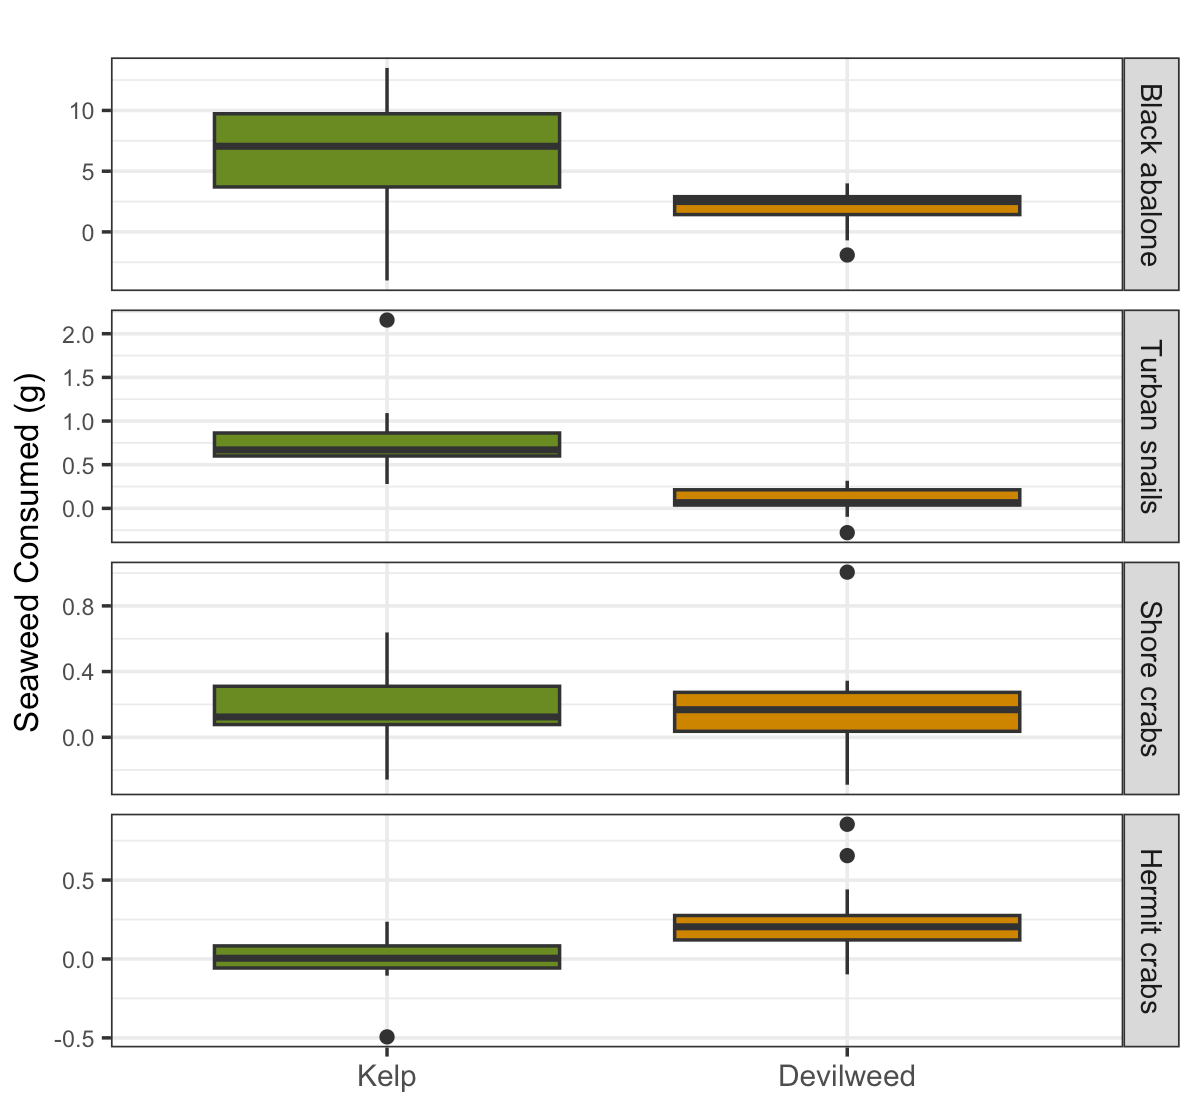 Seaweed Consumed (g)
10
5
0
Black abalone
2.0
1.5
1.0
0.5
0.0
Turban snails
0.8
0.4
0.0
Shore crabs
0.5
0.0
-0.5
Hermit crabs
Kelp
Devilweed